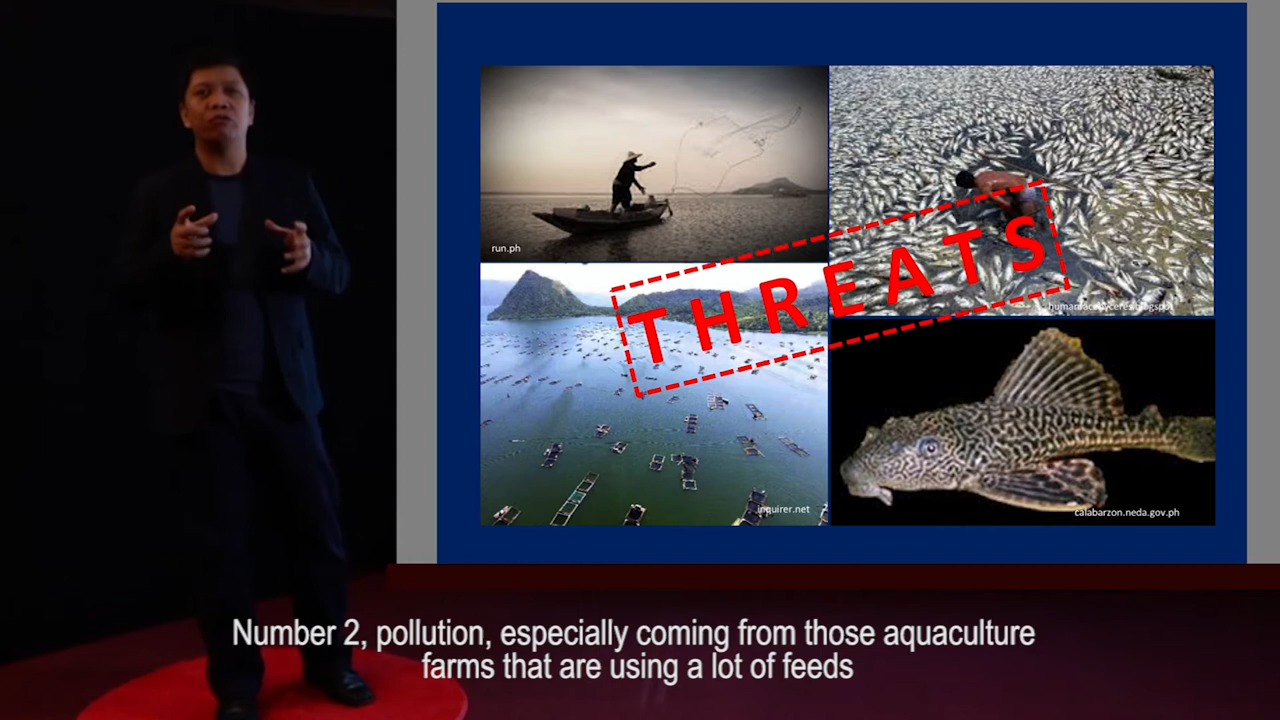 run.ph
THREATS
inquirer.net
calabarzon.neda.gov.ph
Number 2, pollution, especially coming from those aquaculture
farms that are using a lot of feeds